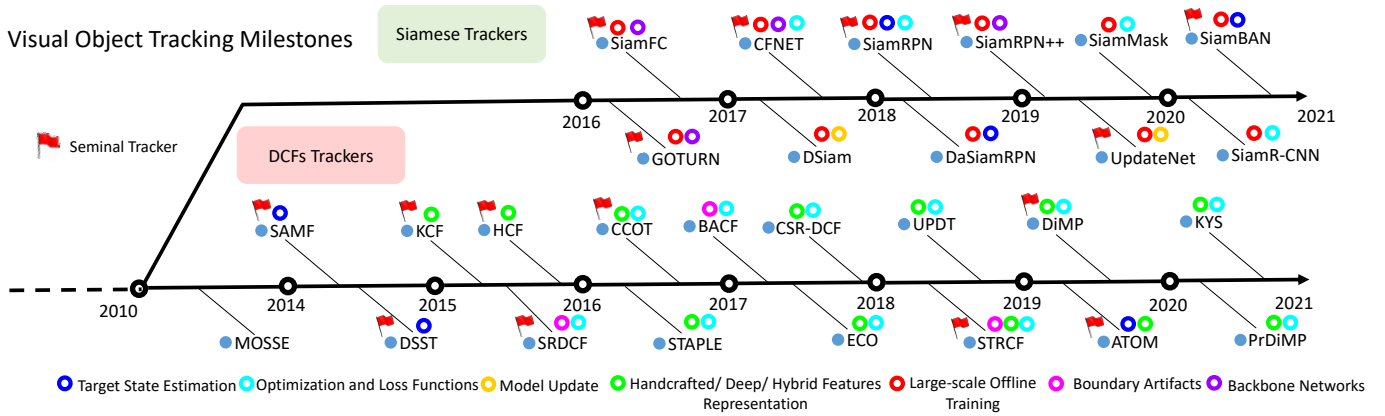 Visual Object Tracking Milestones
Siamese Trackers
SiamFC
CFNET
SiamRPN
SiamRPN++
SiamMask
SiamBAN
2016
2017
2018
2019
2020
2021
Seminal Tracker
DCFs Trackers
GOTURN
DSiam
DaSiamRPN
UpdateNet
SiamR-CNN
SAMF
KCF
HCF
CCOT
BACF
CSR-DCF
UPDT
DiMP
KYS
2010
2014
2015
2016
2017
2018
2019
2020
2021
MOSSE
DSST
SRDCF
STAPLE
ECO
STRCF
ATOM
PrDiMP
Target State Estimation
Optimization and Loss Functions
Model Update
Handcrafted/ Deep/ Hybrid Features
Representation
Large-scale Offline
Training
Boundary Artifacts
Backbone Networks